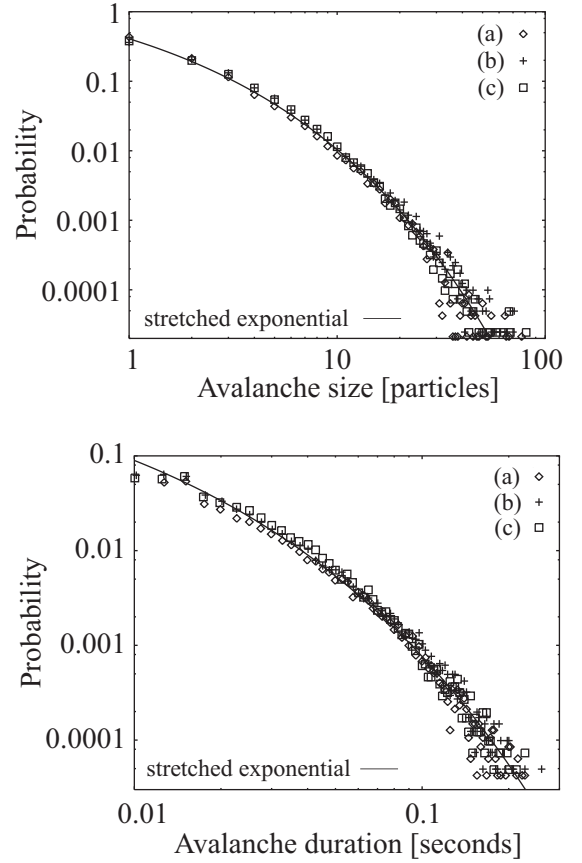 1
0.1
0.01
0.001
0.0001
Probability
(a)
(b)
(c)
stretched exponential
1
10
100
Avalanche size [particles]
0.1
0.01
0.001
0.0001
Probability
(a)
(b)
(c)
stretched exponential
0.01
0.1
Avalanche duration [seconds]